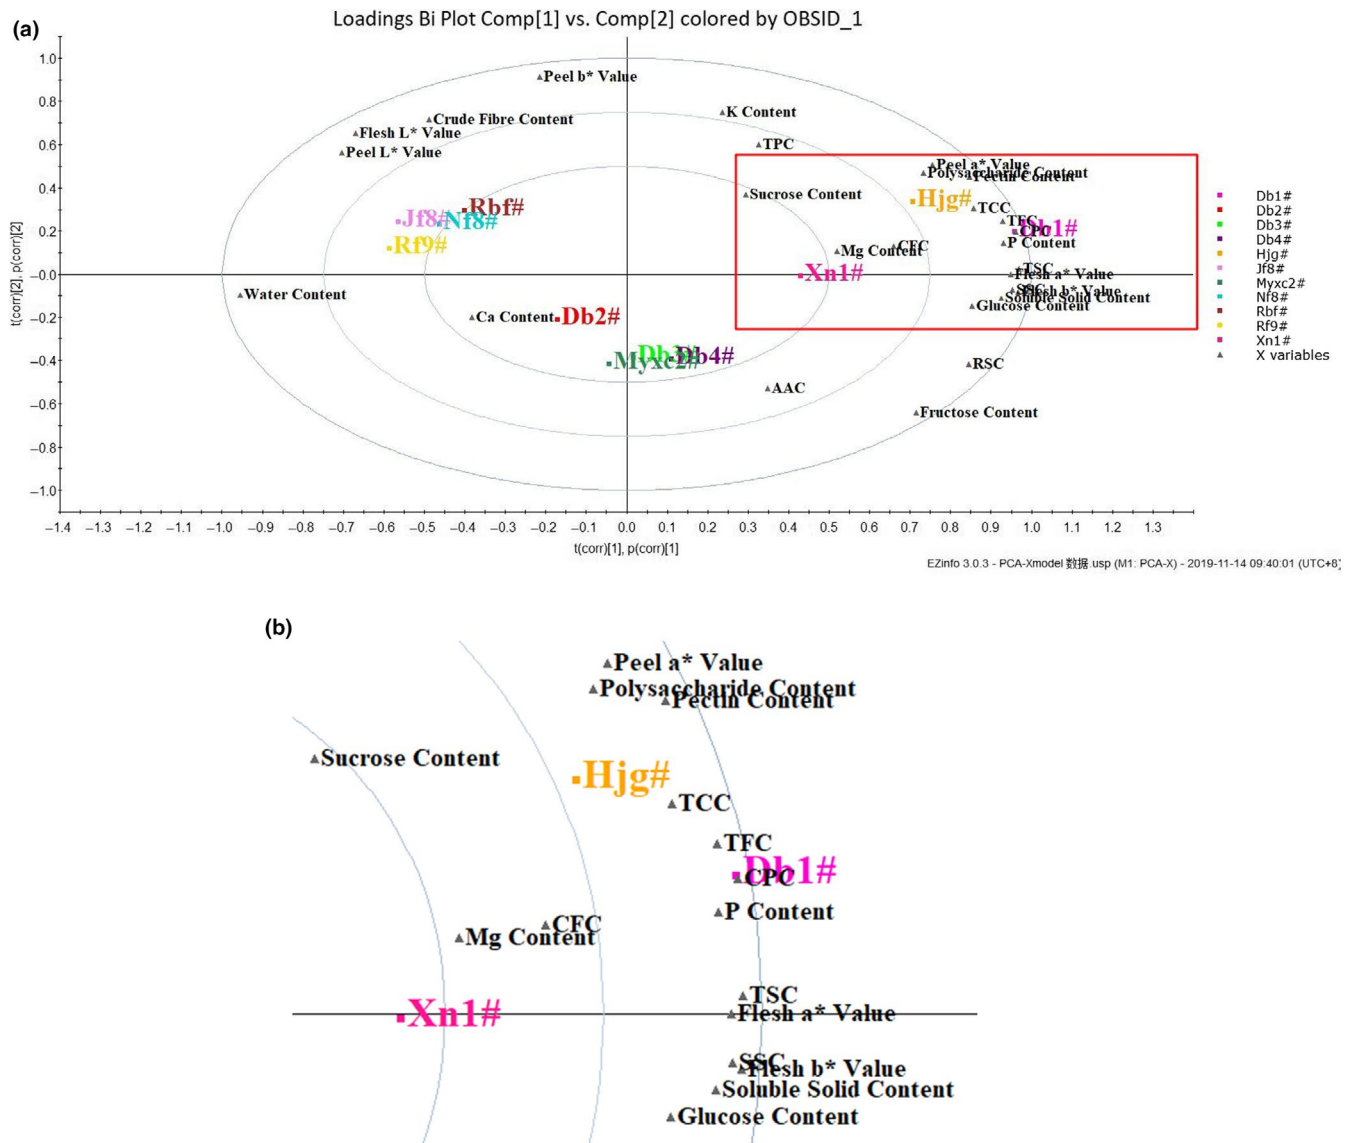 Loadings Bi Plot Comp[1] vs. Comp[2] colored by OBSID_1
(a)
t(corr)[2], p(corr)[2]
1.0
0.8
0.6
0.4
0.2
−0.0
−0.2
−0.4
−0.6
−0.8
−1.0
Peel b* Value
K Content
Crude Fibre Content
Flesh L* Value
TPC
Peel L* Value
Peel a* Value
Polysaccharide Content
Pectin Content
Sucrose Content
Hjg#
Rbf#
TCC
Jf8#
Nf8#
TFC
Db1#
CPC
Rf9#
P Content
CFC
Mg Content
TSC
Xn1#
Flesh a* Value
SSC
Flesh b* Value
Water Content
Soluble Solid Content
Glucose Content
Ca Content
Db2#
Db3#
Db4#
Myxc2#
RSC
AAC
Fructose Content
−1.4 −1.3 −1.2 −1.1 −1.0 −0.9 −0.8 −0.7 −0.6 −0.5 −0.4 −0.3 −0.2 −0.1 0.0 0.1 0.2 0.3 0.4 0.5 0.6 0.7 0.8 0.9 1.0 1.1 1.2 1.3
t(corr)[1], p(corr)[1]
Db1#
Db2#
Db3#
Db4#
Hjg#
Jf8#
Myxc2#
Nf8#
Rbf#
Rf9#
Xn1#
X variables
EZinfo 3.0.3 - PCA-Xmodel 数据.usp (M1: PCA-X) - 2019-11-14 09:40:01 (UTC+8)
(b)
Peel a* Value
Polysaccharide Content
Pectin Content
Sucrose Content
Hjg#
TCC
TFC
Db1#
CPC
P Content
CFC
Mg Content
TSC
Xn1#
Flesh a* Value
SSC
Flesh b* Value
Soluble Solid Content
Glucose Content